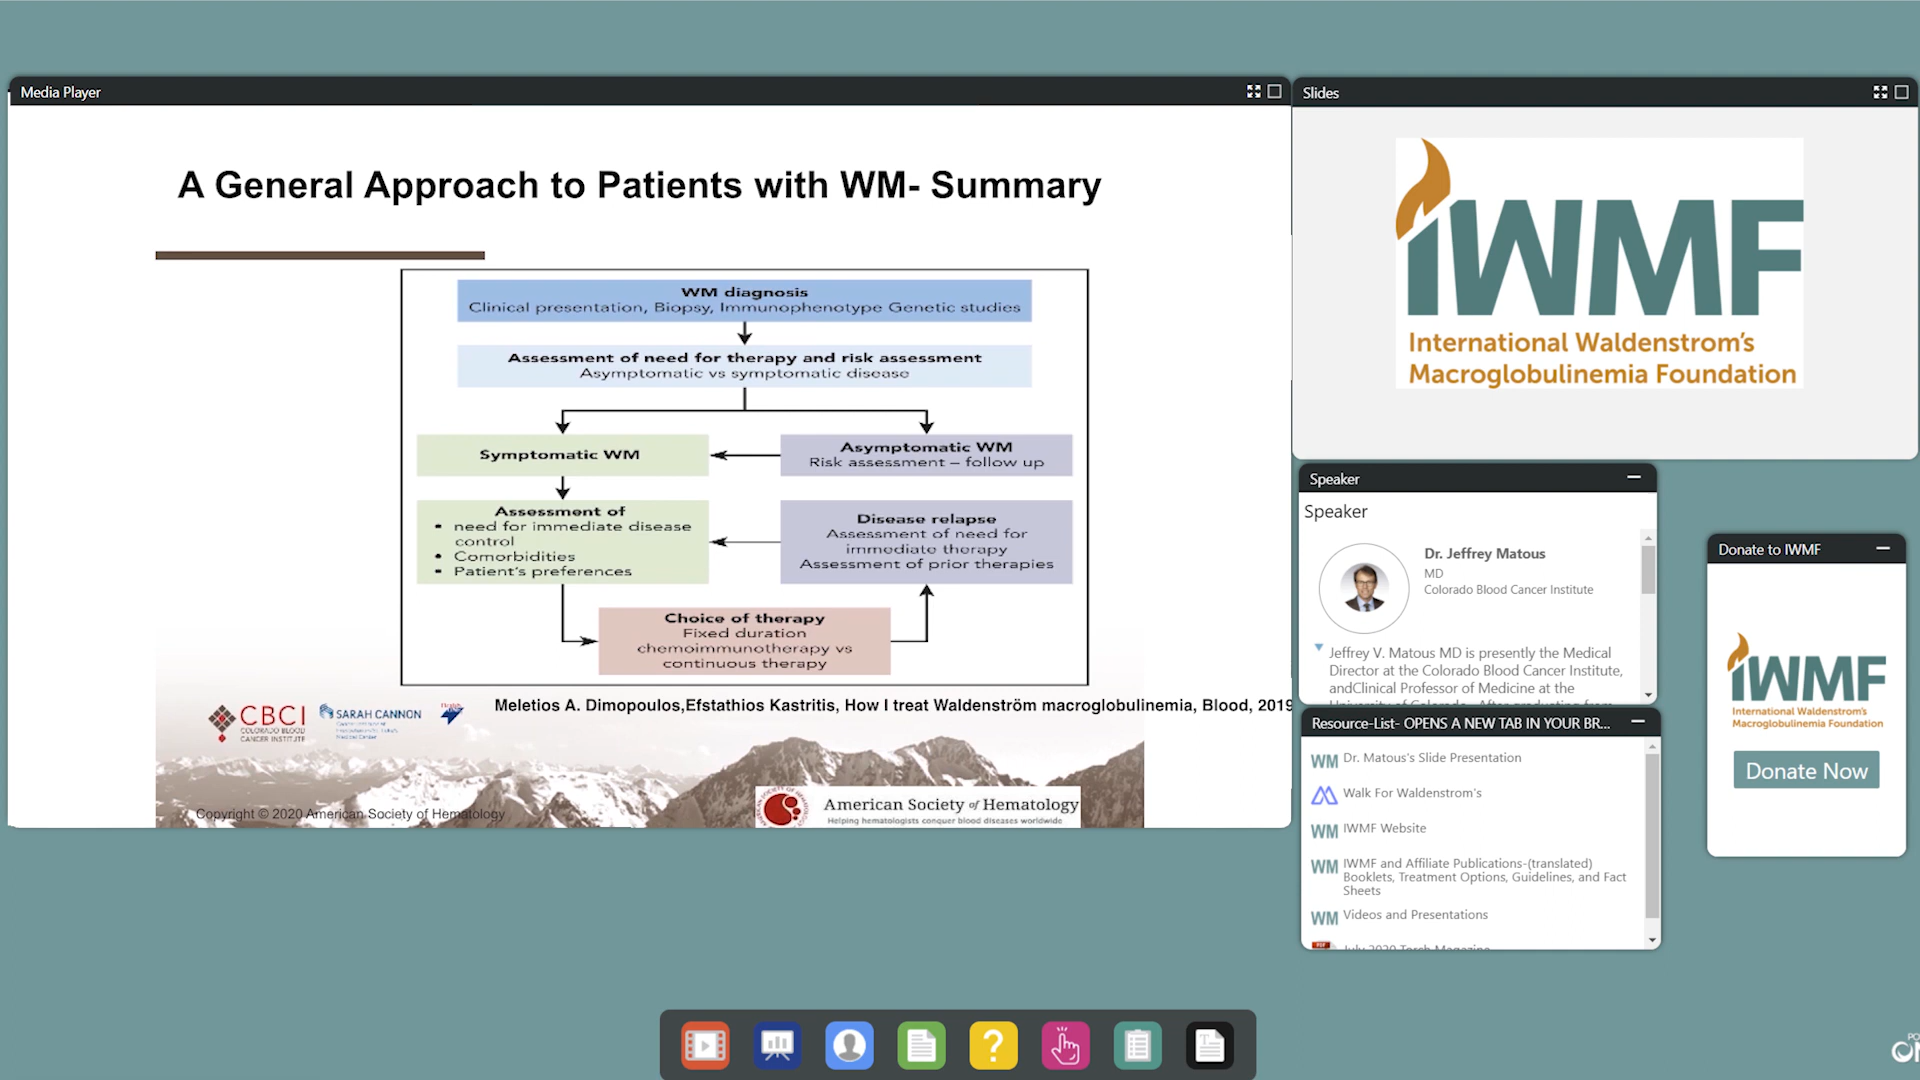 Media Player
A General Approach to Patients with WM- Summary
WM diagnosis
Clinical presentation, Biopsy, Immunophenotype Genetic studies
Assessment of need for therapy and risk assessment
Asymptomatic vs symptomatic disease
Symptomatic WM
Asymptomatic WM
Risk assessment – follow up
Assessment of
▪ need for immediate disease
control
• Comorbidities
• Patient's preferences
Disease relapse
Assessment of need for
immediate therapy
Assessment of prior therapies
Choice of therapy
Fixed duration
chemoimmunotherapy vs
continuous therapy
CBCI
COLORADO BLOOD
CANCER INSTITUTE
SARAH CANNON
Meletios A. Dimopoulos,Efstathios Kastritis, How I treat Waldenström macroglobulinemia, Blood, 2019
Copyright © 2020 American Society of Hematology
American Society of Hematology
Helping hematologists conquer blood diseases worldwide
Slides
IWMF
International Waldenstrom's
Macroglobulinemia Foundation
Speaker
Speaker
Dr. Jeffrey Matous
MD
Colorado Blood Cancer Institute
Jeffrey V. Matous MD is presently the Medical
Director at the Colorado Blood Cancer Institute,
andClinical Professor of Medicine at the
Resource-List- OPENS A NEW TAB IN YOUR BR...
WM Dr. Matous's Slide Presentation
Walk For Waldenstrom's
WM IWMF Website
WM IWMF and Affiliate Publications-(translated)
Booklets, Treatment Options, Guidelines, and Fact
Sheets
WM Videos and Presentations
July 2020 Torch Magazine
Donate to IWMF
IWMF
International Waldenstrom's
Macroglobulinemia Foundation
Donate Now